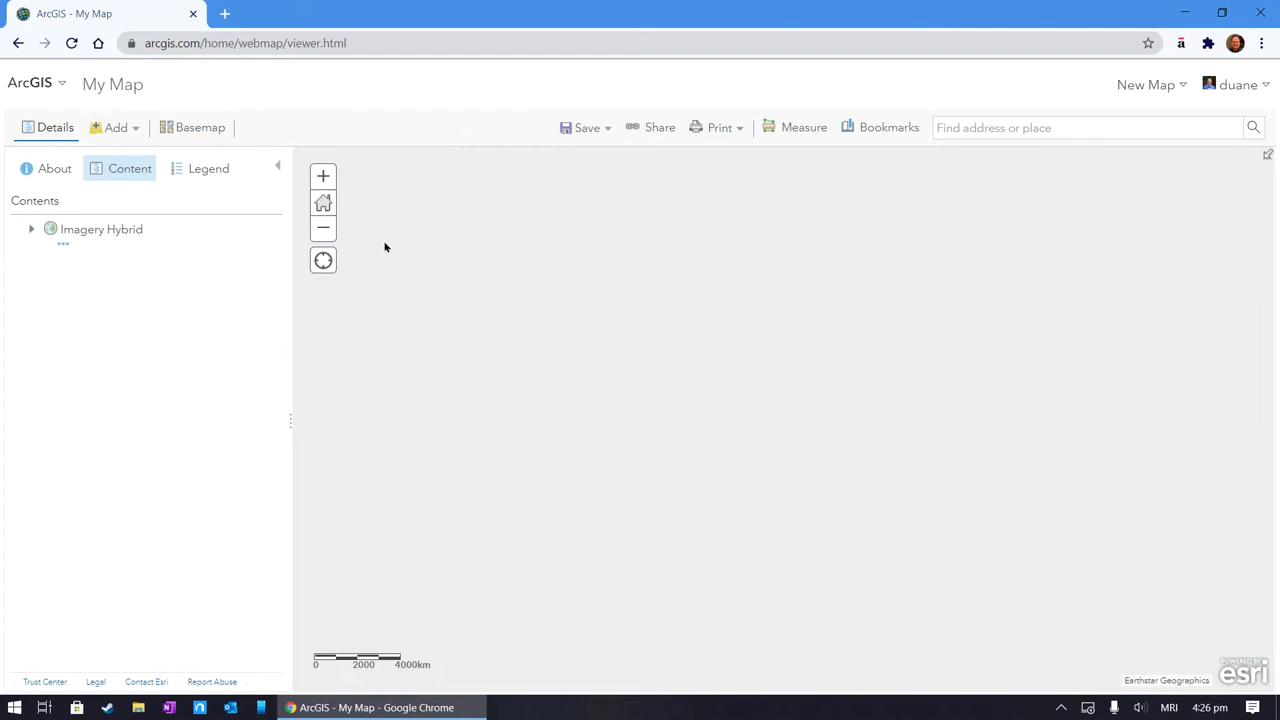 ArcGIS - My Map
arcgis.com/home/webmap/viewer.html
ArcGIS My Map New Map duane
Details Add Basemap Save Share Print Measure Bookmarks Find address or place
About Content Legend
Contents
Imagery Hybrid
0 2000 4000km
POWERED BY
esri
Earthstar Geographics
Trust Center Legal Contact Esri Report Abuse
ArcGIS - My Map - Google Chrome MRI 4:26 pm